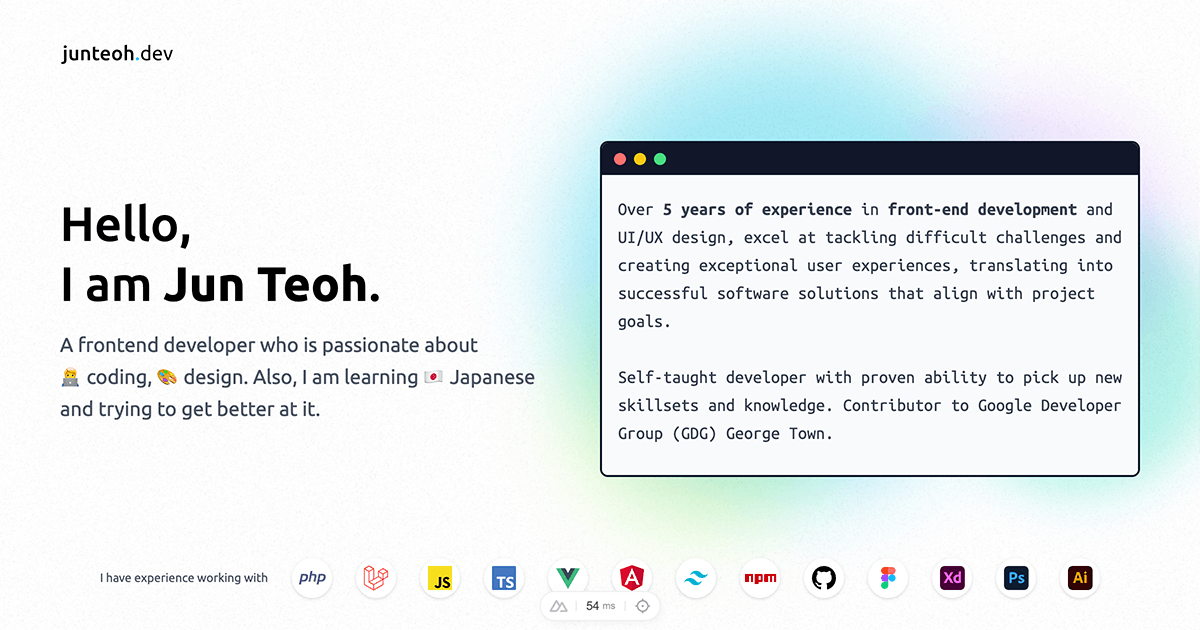 junteoh.dev
Hello,
I am Jun Teoh.
A frontend developer who is passionate about
👨‍💻 coding, 🎨 design. Also, I am learning 🇯🇵 Japanese
and trying to get better at it.
Over 5 years of experience in front-end development and
UI/UX design, excel at tackling difficult challenges and
creating exceptional user experiences, translating into
successful software solutions that align with project
goals.
Self-taught developer with proven ability to pick up new
skillsets and knowledge. Contributor to Google Developer
Group (GDG) George Town.
I have experience working with
php
JS
TS
A
npm
Xd
Ps
Ai
54 ms